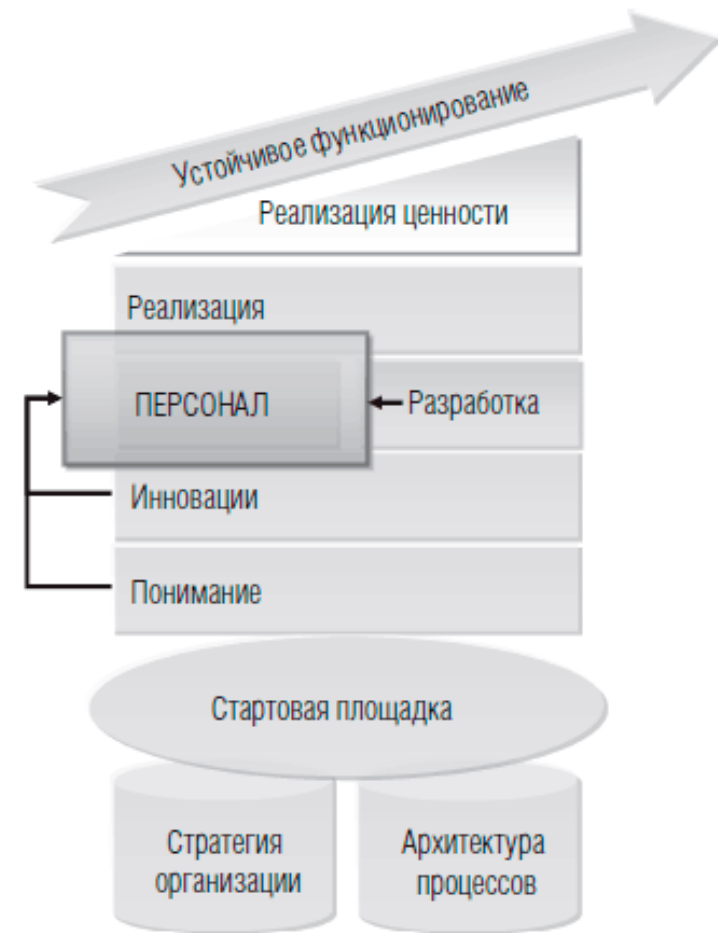 Устойчивое функционирование
Реализация ценности
Реализация
ПЕРСОНАЛ
Разработка
Инновации
Понимание
Стартовая площадка
Стратегия
организации
Архитектура
процессов